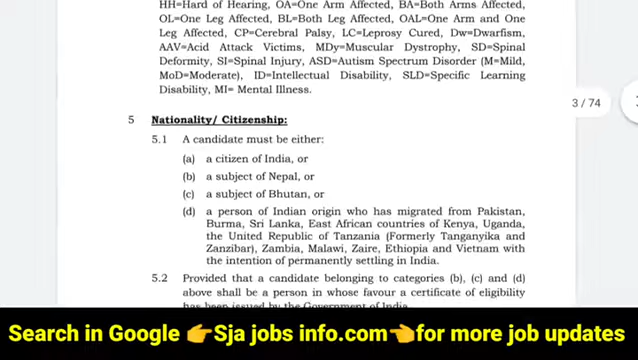 HH=Hard of Hearing, OA=One Arm Affected, BA=Both Arms Affected,
OL=One Leg Affected, BL=Both Leg Affected, OAL=One Arm and One
Leg Affected, CP=Cerebral Palsy, LC=Leprosy Cured, Dw=Dwarfism,
AAV=Acid Attack Victims, MDy=Muscular Dystrophy, SD=Spinal
Deformity, SI=Spinal Injury, ASD=Autism Spectrum Disorder (M=Mild,
MoD=Moderate), ID=Intellectual Disability, SLD=Specific Learning
Disability, MI= Mental Illness.
3 / 74
5 Nationality/ Citizenship:
5.1 A candidate must be either:
(a) a citizen of India, or
(b) a subject of Nepal, or
(c) a subject of Bhutan, or
(d) a person of Indian origin who has migrated from Pakistan,
Burma, Sri Lanka, East African countries of Kenya, Uganda,
the United Republic of Tanzania (Formerly Tanganyika and
Zanzibar), Zambia, Malawi, Zaire, Ethiopia and Vietnam with
the intention of permanently settling in India.
5.2 Provided that a candidate belonging to categories (b), (c) and (d)
above shall be a person in whose favour a certificate of eligibility
has been issued by the Government of India.
Search in Google 👉Sja jobs info.com👈for more job updates